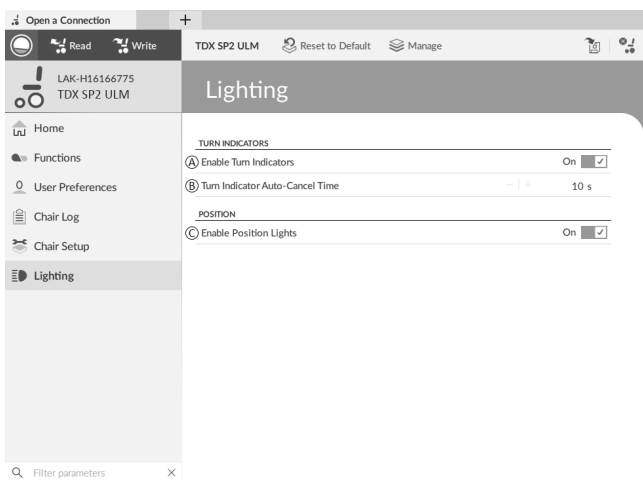 Open a Connection
Read Write TDX SP2 ULM Reset to Default Manage
LAK-H16166775
TDX SP2 ULM
Lighting
Home
Functions
User Preferences
Chair Log
Chair Setup
Lighting
TURN INDICATORS
A Enable Turn Indicators On
B Turn Indicator Auto-Cancel Time − + 10 s
POSITION
C Enable Position Lights On
Filter parameters